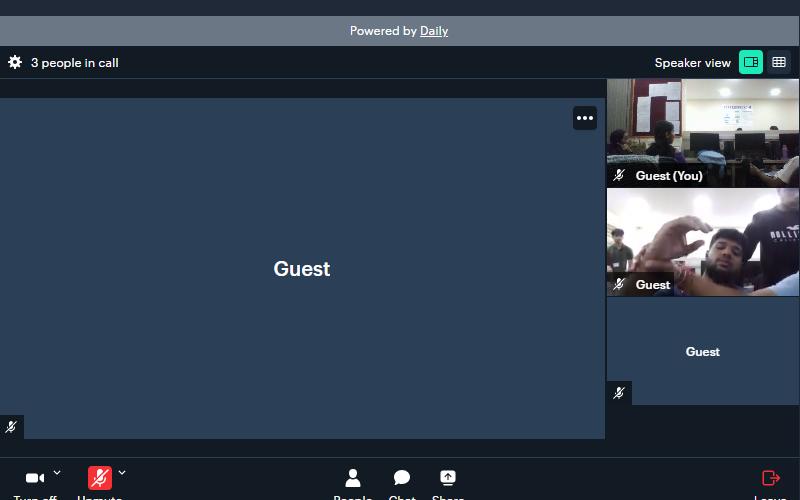 Powered by Daily
3 people in call
Speaker view
Guest
Guest (You)
Guest
Guest
Turn off
Unmute
People
Chat
Share
Leave